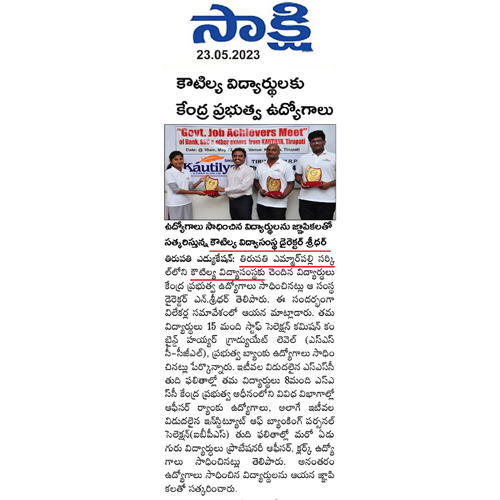 సాక్షి
23.05.2023
కౌటిల్య విద్యార్థులకు
కేంద్ర ప్రభుత్వ ఉద్యోగాలు
"Govt. Job Achievers Meet"
of Bank, SSC & other exams from KAUTILYA, Tirupati
Kautilya
ఉద్యోగాలు సాధించిన విద్యార్థులను జ్ఞాపికలతో
సత్కరిస్తున్న కౌటిల్య విద్యాసంస్థ డైరెక్టర్ శ్రీధర్
తిరుపతి ఎడ్యుకేషన్: తిరుపతి ఎమ్మార్‌పల్లి సర్కి
ల్‌లోని కౌటిల్య విద్యాసంస్థకు చెందిన విద్యార్థులు
కేంద్ర ప్రభుత్వ ఉద్యోగాలు సాధించినట్లు ఆ సంస్థ
డైరెక్టర్ ఎన్.శ్రీధర్ తెలిపారు. ఈ సందర్భంగా
విలేకర్ల సమావేశంలో ఆయన మాట్లాడారు. తమ
విద్యార్థులు 15 మంది స్టాఫ్ సెలెక్షన్ కమిషన్ కం
బైన్డ్ హయ్యర్ గ్రాడ్యుయేట్ లెవెల్ (ఎస్ఎస్
సీ–సీజీఎల్), ప్రభుత్వ బ్యాంకు ఉద్యోగాలు సాధిం
చినట్లు పేర్కొన్నారు. ఇటీవల విడుదలైన ఎస్ఎస్‌సీ
తుది ఫలితాల్లో తమ విద్యార్థులు 8మంది ఎస్ఎ
స్‌సీ కేంద్ర ప్రభుత్వ అధీనంలోని వివిధ విభాగాల్లో
ఆఫీసర్ ర్యాంకు ఉద్యోగాలు, అలాగే ఇటీవల
విడుదలైన ఇన్‌స్టిట్యూట్ ఆఫ్ బ్యాంకింగ్ పర్సనల్
సెలెక్షన్(ఐబీపీఎస్) తుది ఫలితాల్లో మరో ఏడు
గురు విద్యార్థులు ప్రొబేషనరీ ఆఫీసర్, క్లర్క్ ఉద్యో
గాలు సాధించినట్లు తెలిపారు. అనంతరం
ఉద్యోగాలు సాధించిన విద్యార్థులను ఆయన జ్ఞాపి
కలతో సత్కరించారు.